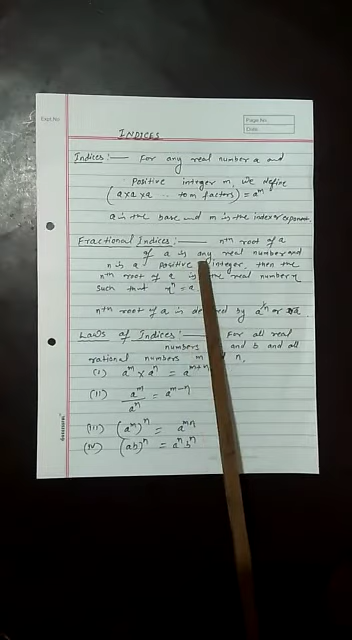 Expt. No.
Page No.
Date.
INDICES
Indices:— For any real number a and
positive integer m, we define
(a×a×a .. to m factors) = a^m
a is the base and m is the index or exponent.
Fractional Indices:— nth root of a
if a is any real number and
n is a positive integer, then the
nth root of a is the real number x
such that x^n = a
nth root of a is denoted by a^1/n or
Laws of Indices:— For all real
numbers and b and all
rational numbers m n,
(i) a^m × a^n = a^m+n
(ii) a^m/a^n = a^m-n
(iii) (a^m)^n = a^mn
(iv) (ab)^n = a^n b^n